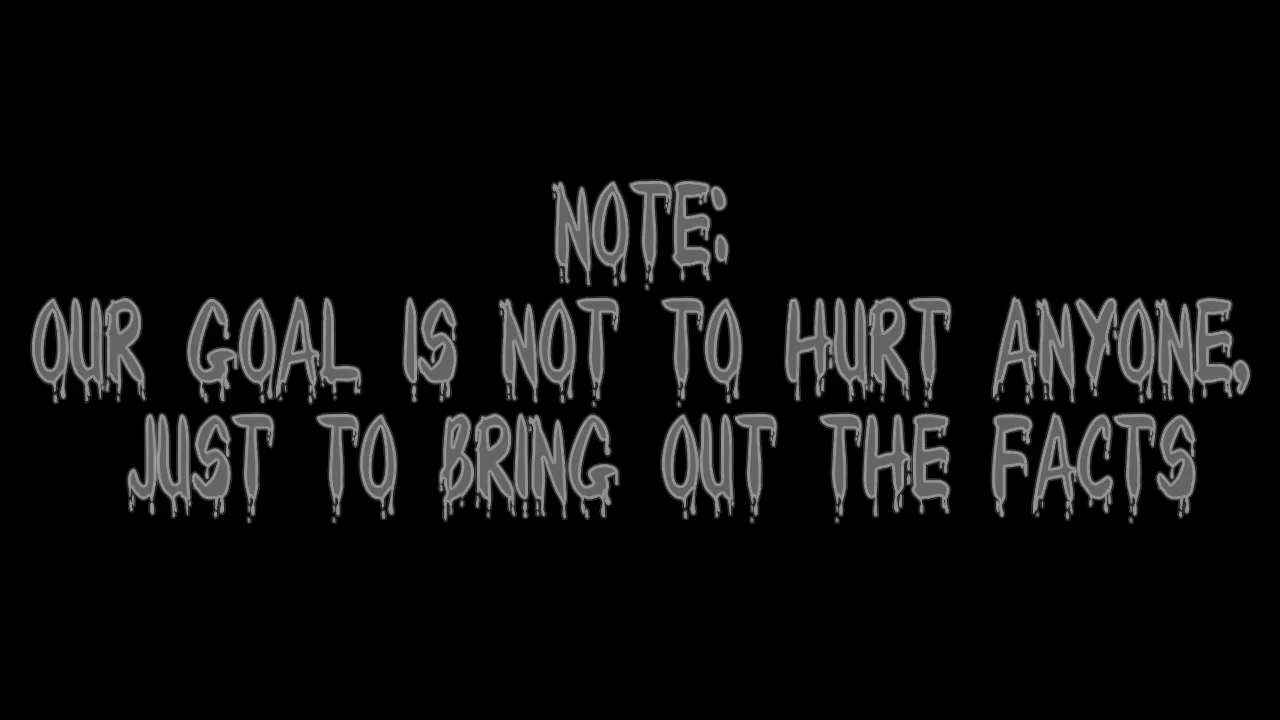 NOTE:
OUR GOAL IS NOT TO HURT ANYONE,
JUST TO BRING OUT THE FACTS